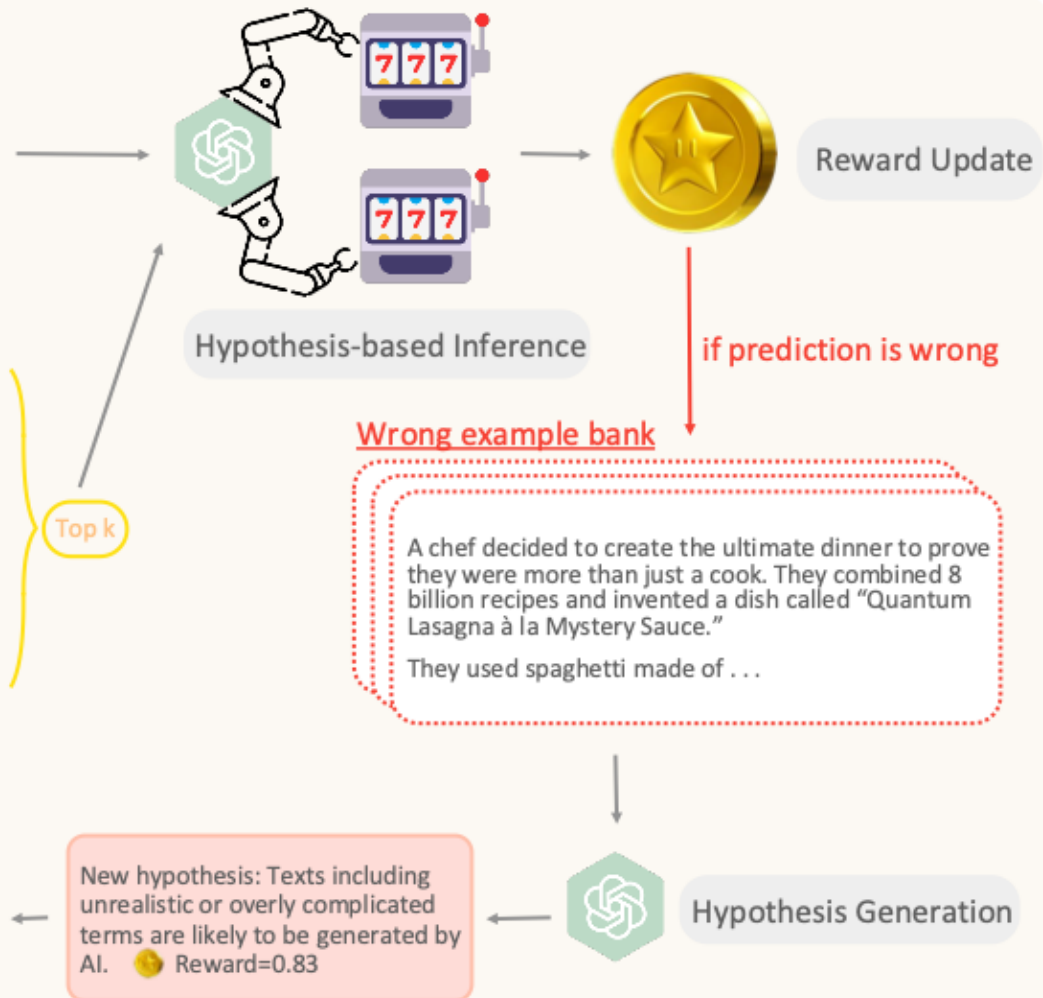 777
777
Reward Update
Hypothesis-based Inference
if prediction is wrong
Wrong example bank
Top k
A chef decided to create the ultimate dinner to prove
they were more than just a cook. They combined 8
billion recipes and invented a dish called “Quantum
Lasagna à la Mystery Sauce.”
They used spaghetti made of . . .
New hypothesis: Texts including
unrealistic or overly complicated
terms are likely to be generated by
AI. Reward=0.83
Hypothesis Generation